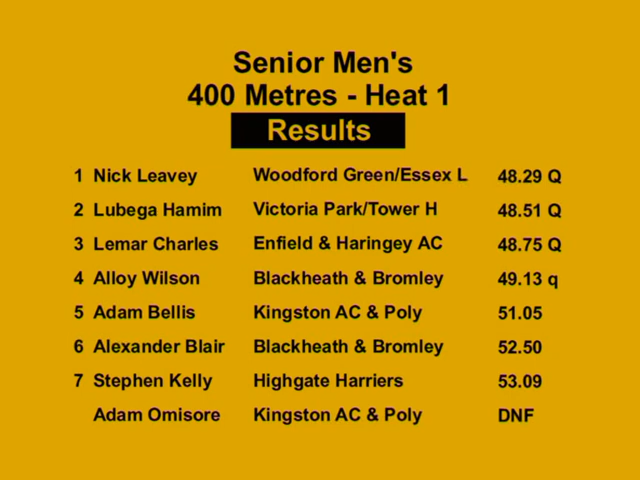 Senior Men's
400 Metres - Heat 1
Results
1 Nick Leavey Woodford Green/Essex L 48.29 Q
2 Lubega Hamim Victoria Park/Tower H 48.51 Q
3 Lemar Charles Enfield & Haringey AC 48.75 Q
4 Alloy Wilson Blackheath & Bromley 49.13 q
5 Adam Bellis Kingston AC & Poly 51.05
6 Alexander Blair Blackheath & Bromley 52.50
7 Stephen Kelly Highgate Harriers 53.09
Adam Omisore Kingston AC & Poly DNF